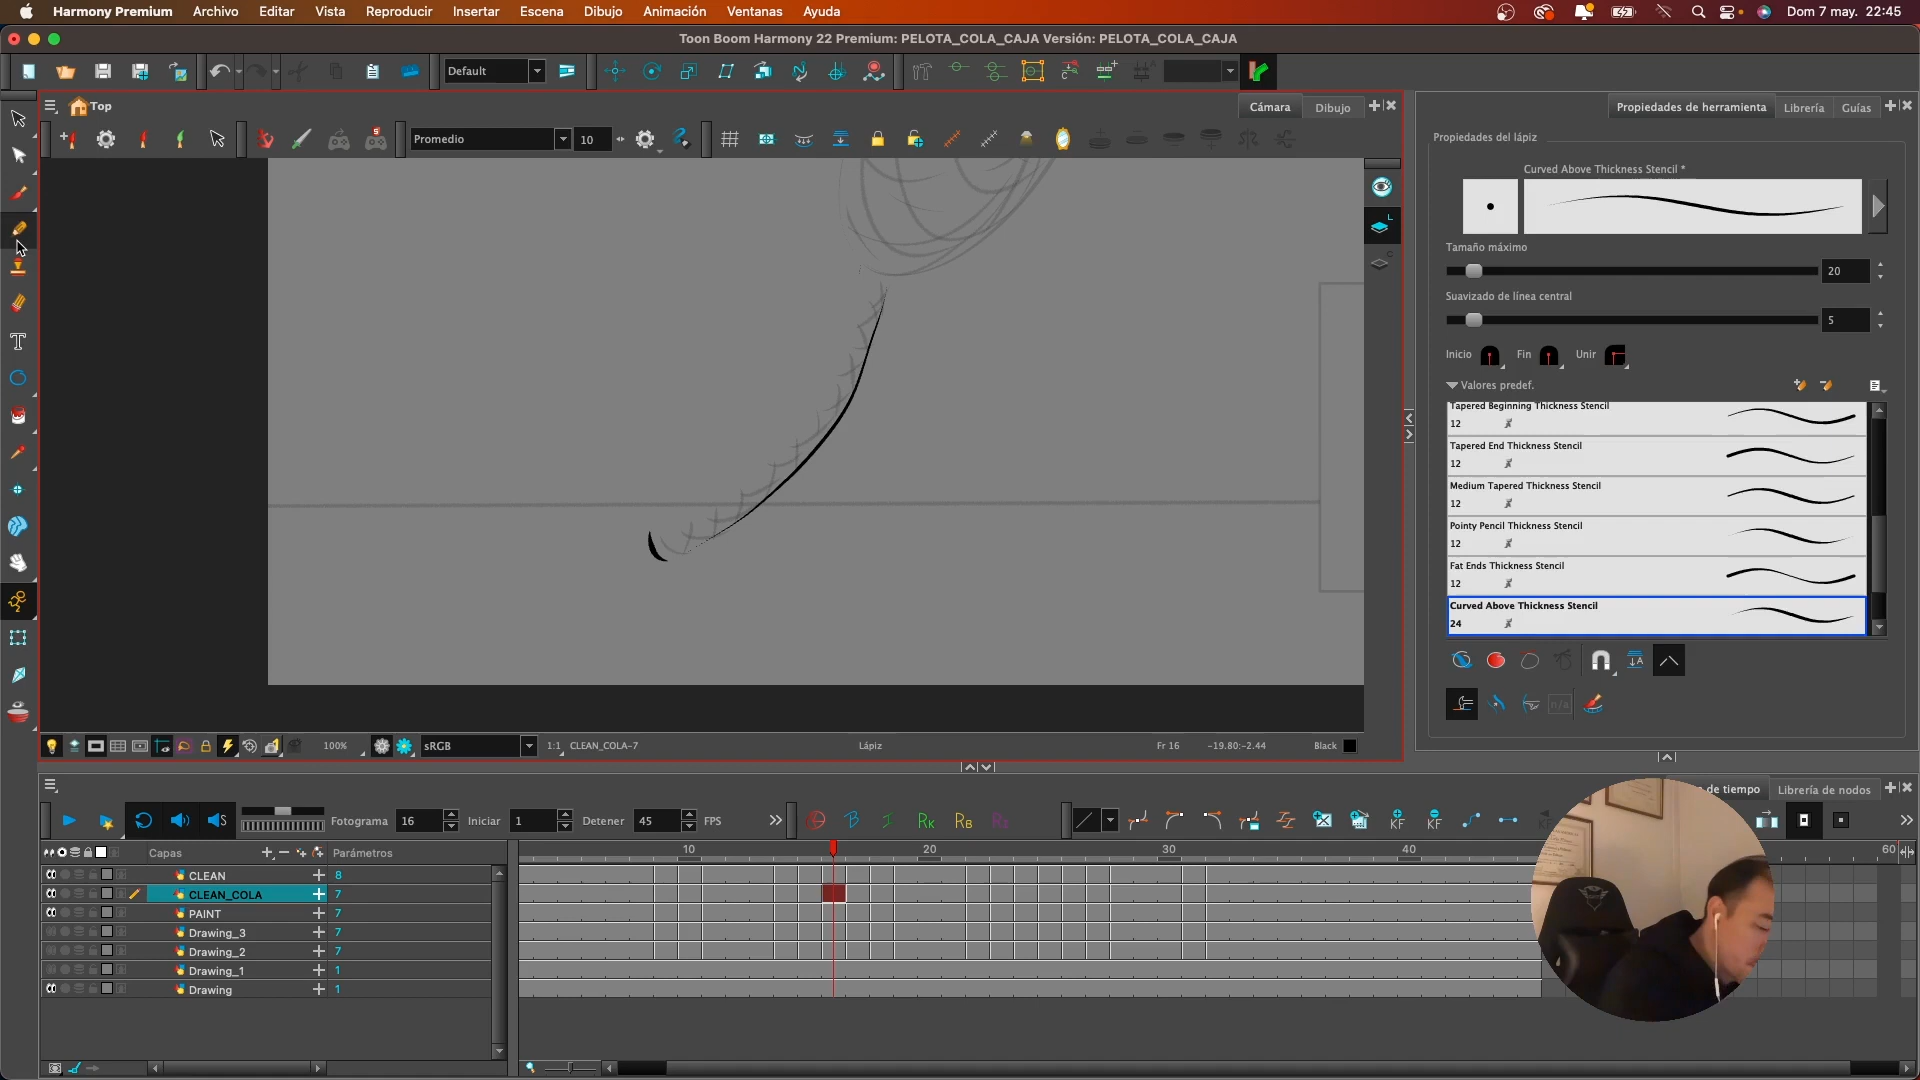 Harmony Premium Archivo Editar Vista Reproducir Insertar Escena Dibujo Animación Ventanas Ayuda Dom 7 may. 22:45
Toon Boom Harmony 22 Premium: PELOTA_COLA_CAJA Versión: PELOTA_COLA_CAJA
Default
Top Cámara Dibujo
Promedio 10
Propiedades de herramienta Librería Guías
Propiedades del lápiz
Curved Above Thickness Stencil *
Tamaño máximo
20
Suavizado de línea central
5
Inicio Fin Unir
Valores predef.
Tapered Beginning Thickness Stencil
12
Tapered End Thickness Stencil
12
Medium Tapered Thickness Stencil
12
Pointy Pencil Thickness Stencil
12
Fat Ends Thickness Stencil
12
Curved Above Thickness Stencil
24
100% sRGB 1:1 CLEAN_COLA-7 Lápiz Fr 16 -19.80:-2.44 Black
de tiempo Librería de nodos
Fotograma 16 Iniciar 1 Detener 45 FPS
Capas Parámetros
10 20 30 40 60
CLEAN 8
CLEAN_COLA 7
PAINT 7
Drawing_3 7
Drawing_2 7
Drawing_1 1
Drawing 1